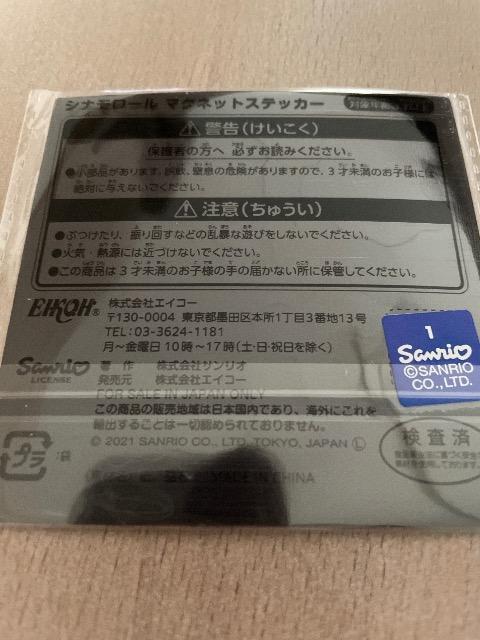 シナモロール マグネットステッカー
⚠警告(けいこく)
保護者の方へ 必ずお読みください。
●小部品があります。誤飲、窒息の危険がありますので、3才未満のお子様には
絶対に与えないでください。
⚠注意(ちゅうい)
●ぶつけたり、振り回すなどの乱暴な遊びをしないでください。
●火気・熱源には近づけないでください。
●この商品は3才未満のお子様の手の届かない所に保管してください。
EIKOH® 株式会社エイコー
〒130-0004 東京都墨田区本所1丁目3番地13号
TEL:03-3624-1181
月~金曜日10時~17時(土・日・祝日を除く)
Sanrio LICENSE
著作 株式会社サンリオ
発売元 株式会社エイコー
FOR SALE IN JAPAN ONLY
この商品の販売地域は日本国内であり、海外にこれを
輸出することは一切認められておりません。
© 2021 SANRIO CO., LTD. TOKYO, JAPAN Ⓛ
プラ
袋:
MADE IN CHINA
1
Sanrio
©SANRIO
CO.,LTD.
検査済